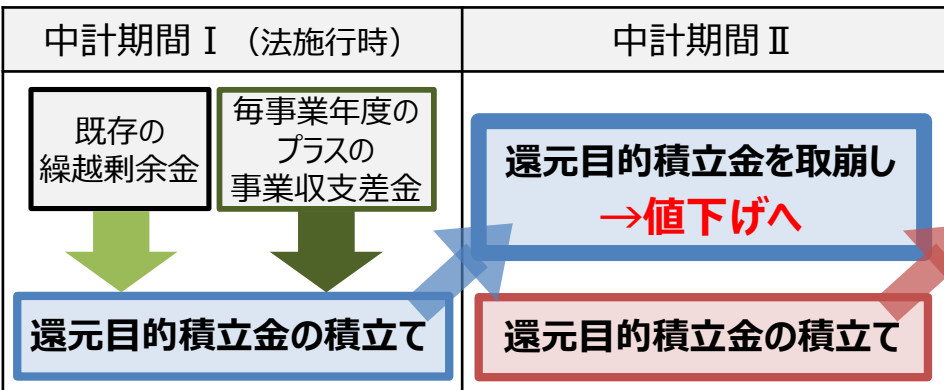 中計期間Ⅰ（法施行時）
中計期間Ⅱ
既存の
繰越剰余金
毎事業年度の
プラスの
事業収支差金
還元目的積立金の積立て
還元目的積立金を取崩し
→値下げへ
還元目的積立金の積立て